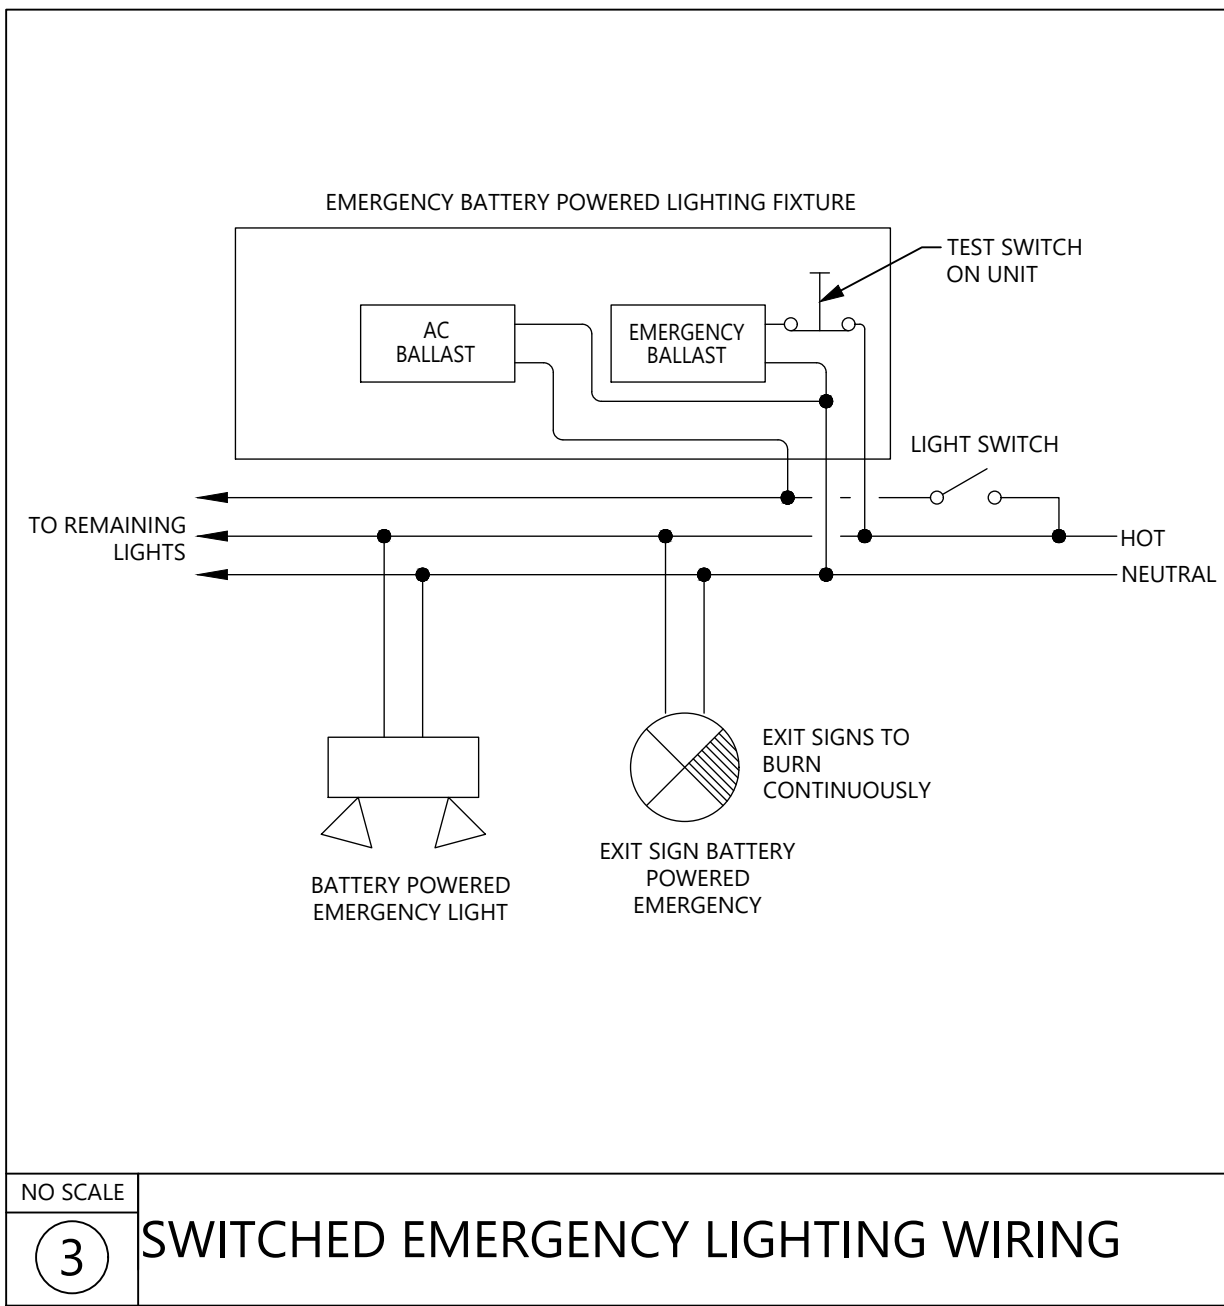 EMERGENCY BATTERY POWERED LIGHTING FIXTURE
TEST SWITCH
ON UNIT
AC
BALLAST
EMERGENCY
BALLAST
LIGHT SWITCH
TO REMAINING
LIGHTS
HOT
NEUTRAL
EXIT SIGNS TO
BURN
CONTINUOUSLY
EXIT SIGN BATTERY
POWERED
EMERGENCY
BATTERY POWERED
EMERGENCY LIGHT
NO SCALE
3
SWITCHED EMERGENCY LIGHTING WIRING